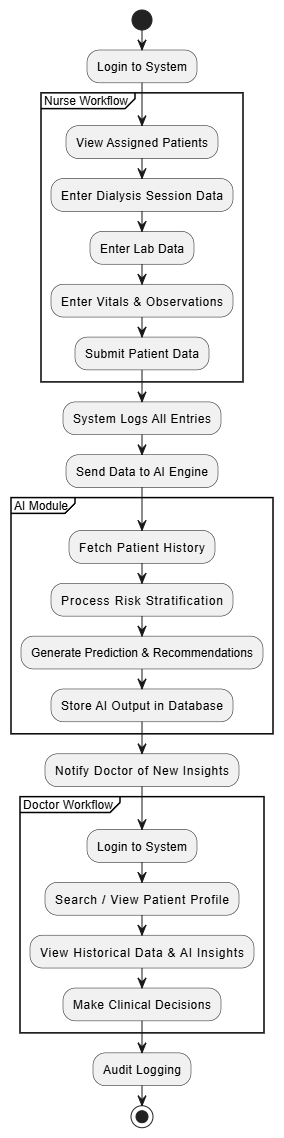 Login to System
Nurse Workflow
View Assigned Patients
Enter Dialysis Session Data
Enter Lab Data
Enter Vitals & Observations
Submit Patient Data
System Logs All Entries
Send Data to AI Engine
AI Module
Fetch Patient History
Process Risk Stratification
Generate Prediction & Recommendations
Store AI Output in Database
Notify Doctor of New Insights
Doctor Workflow
Login to System
Search / View Patient Profile
View Historical Data & AI Insights
Make Clinical Decisions
Audit Logging